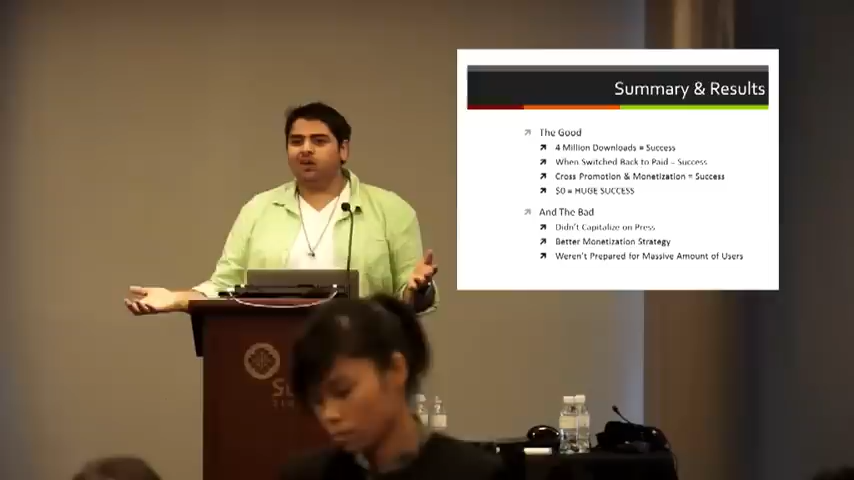 Summary & Results
The Good
4 Million Downloads = Success
When Switched Back to Paid – Success
Cross Promotion & Monetization = Success
$0 = HUGE SUCCESS
And The Bad
Didn't Capitalize on Press
Better Monetization Strategy
Weren't Prepared for Massive Amount of Users